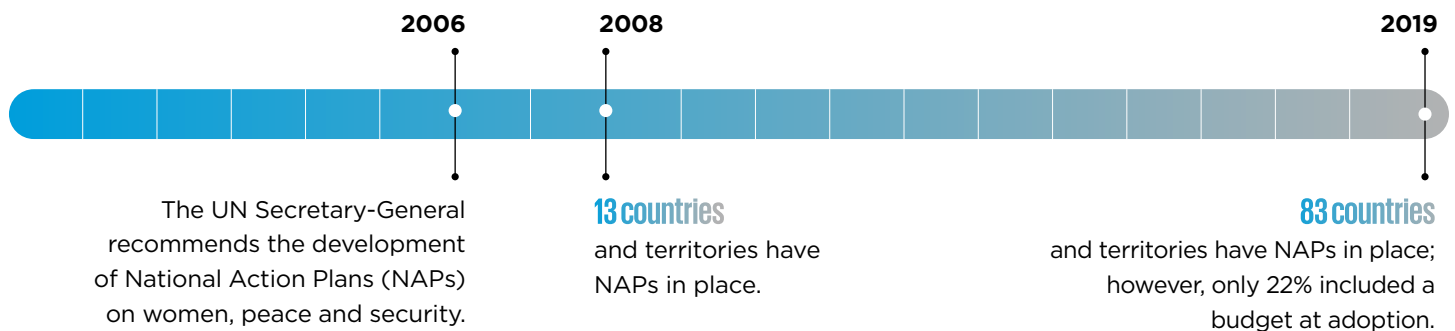 2006
The UN Secretary-General
recommends the development
of National Action Plans (NAPs)
on women, peace and security.
2008
13 countries
and territories have
NAPs in place.
2019
83 countries
and territories have NAPs in place;
however, only 22% included a
budget at adoption.